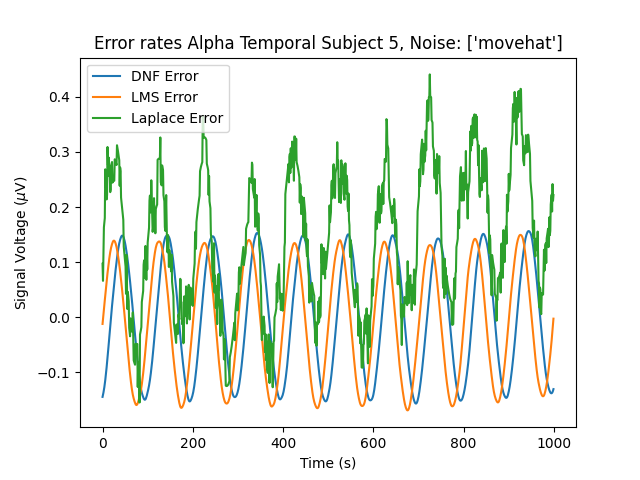 Error rates Alpha Temporal Subject 5, Noise: ['movehat']
DNF Error
LMS Error
Laplace Error
Signal Voltage (μV)
0.4
0.3
0.2
0.1
0.0
−0.1
0 200 400 600 800 1000
Time (s)